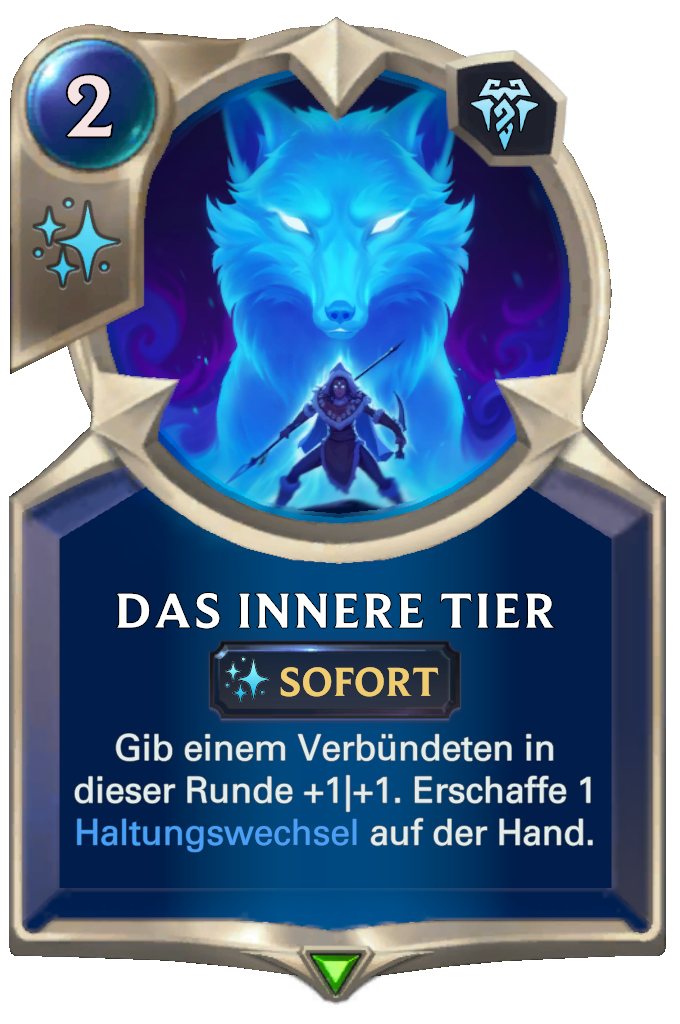 2
DAS INNERE TIER
SOFORT
Gib einem Verbündeten in
dieser Runde +1|+1. Erschaffe 1
Haltungswechsel auf der Hand.